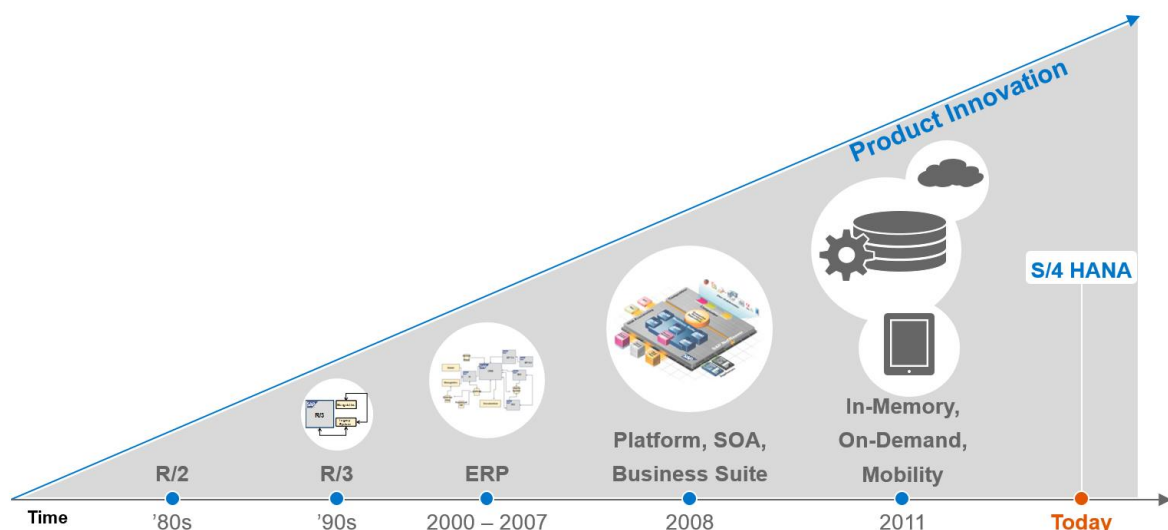 Product Innovation
S/4 HANA
R/3
In-Memory,
Platform, SOA,
On-Demand,
R/2
R/3
ERP
Business Suite
Mobility
Time
'80s
'90s
2000 – 2007
2008
2011
Today